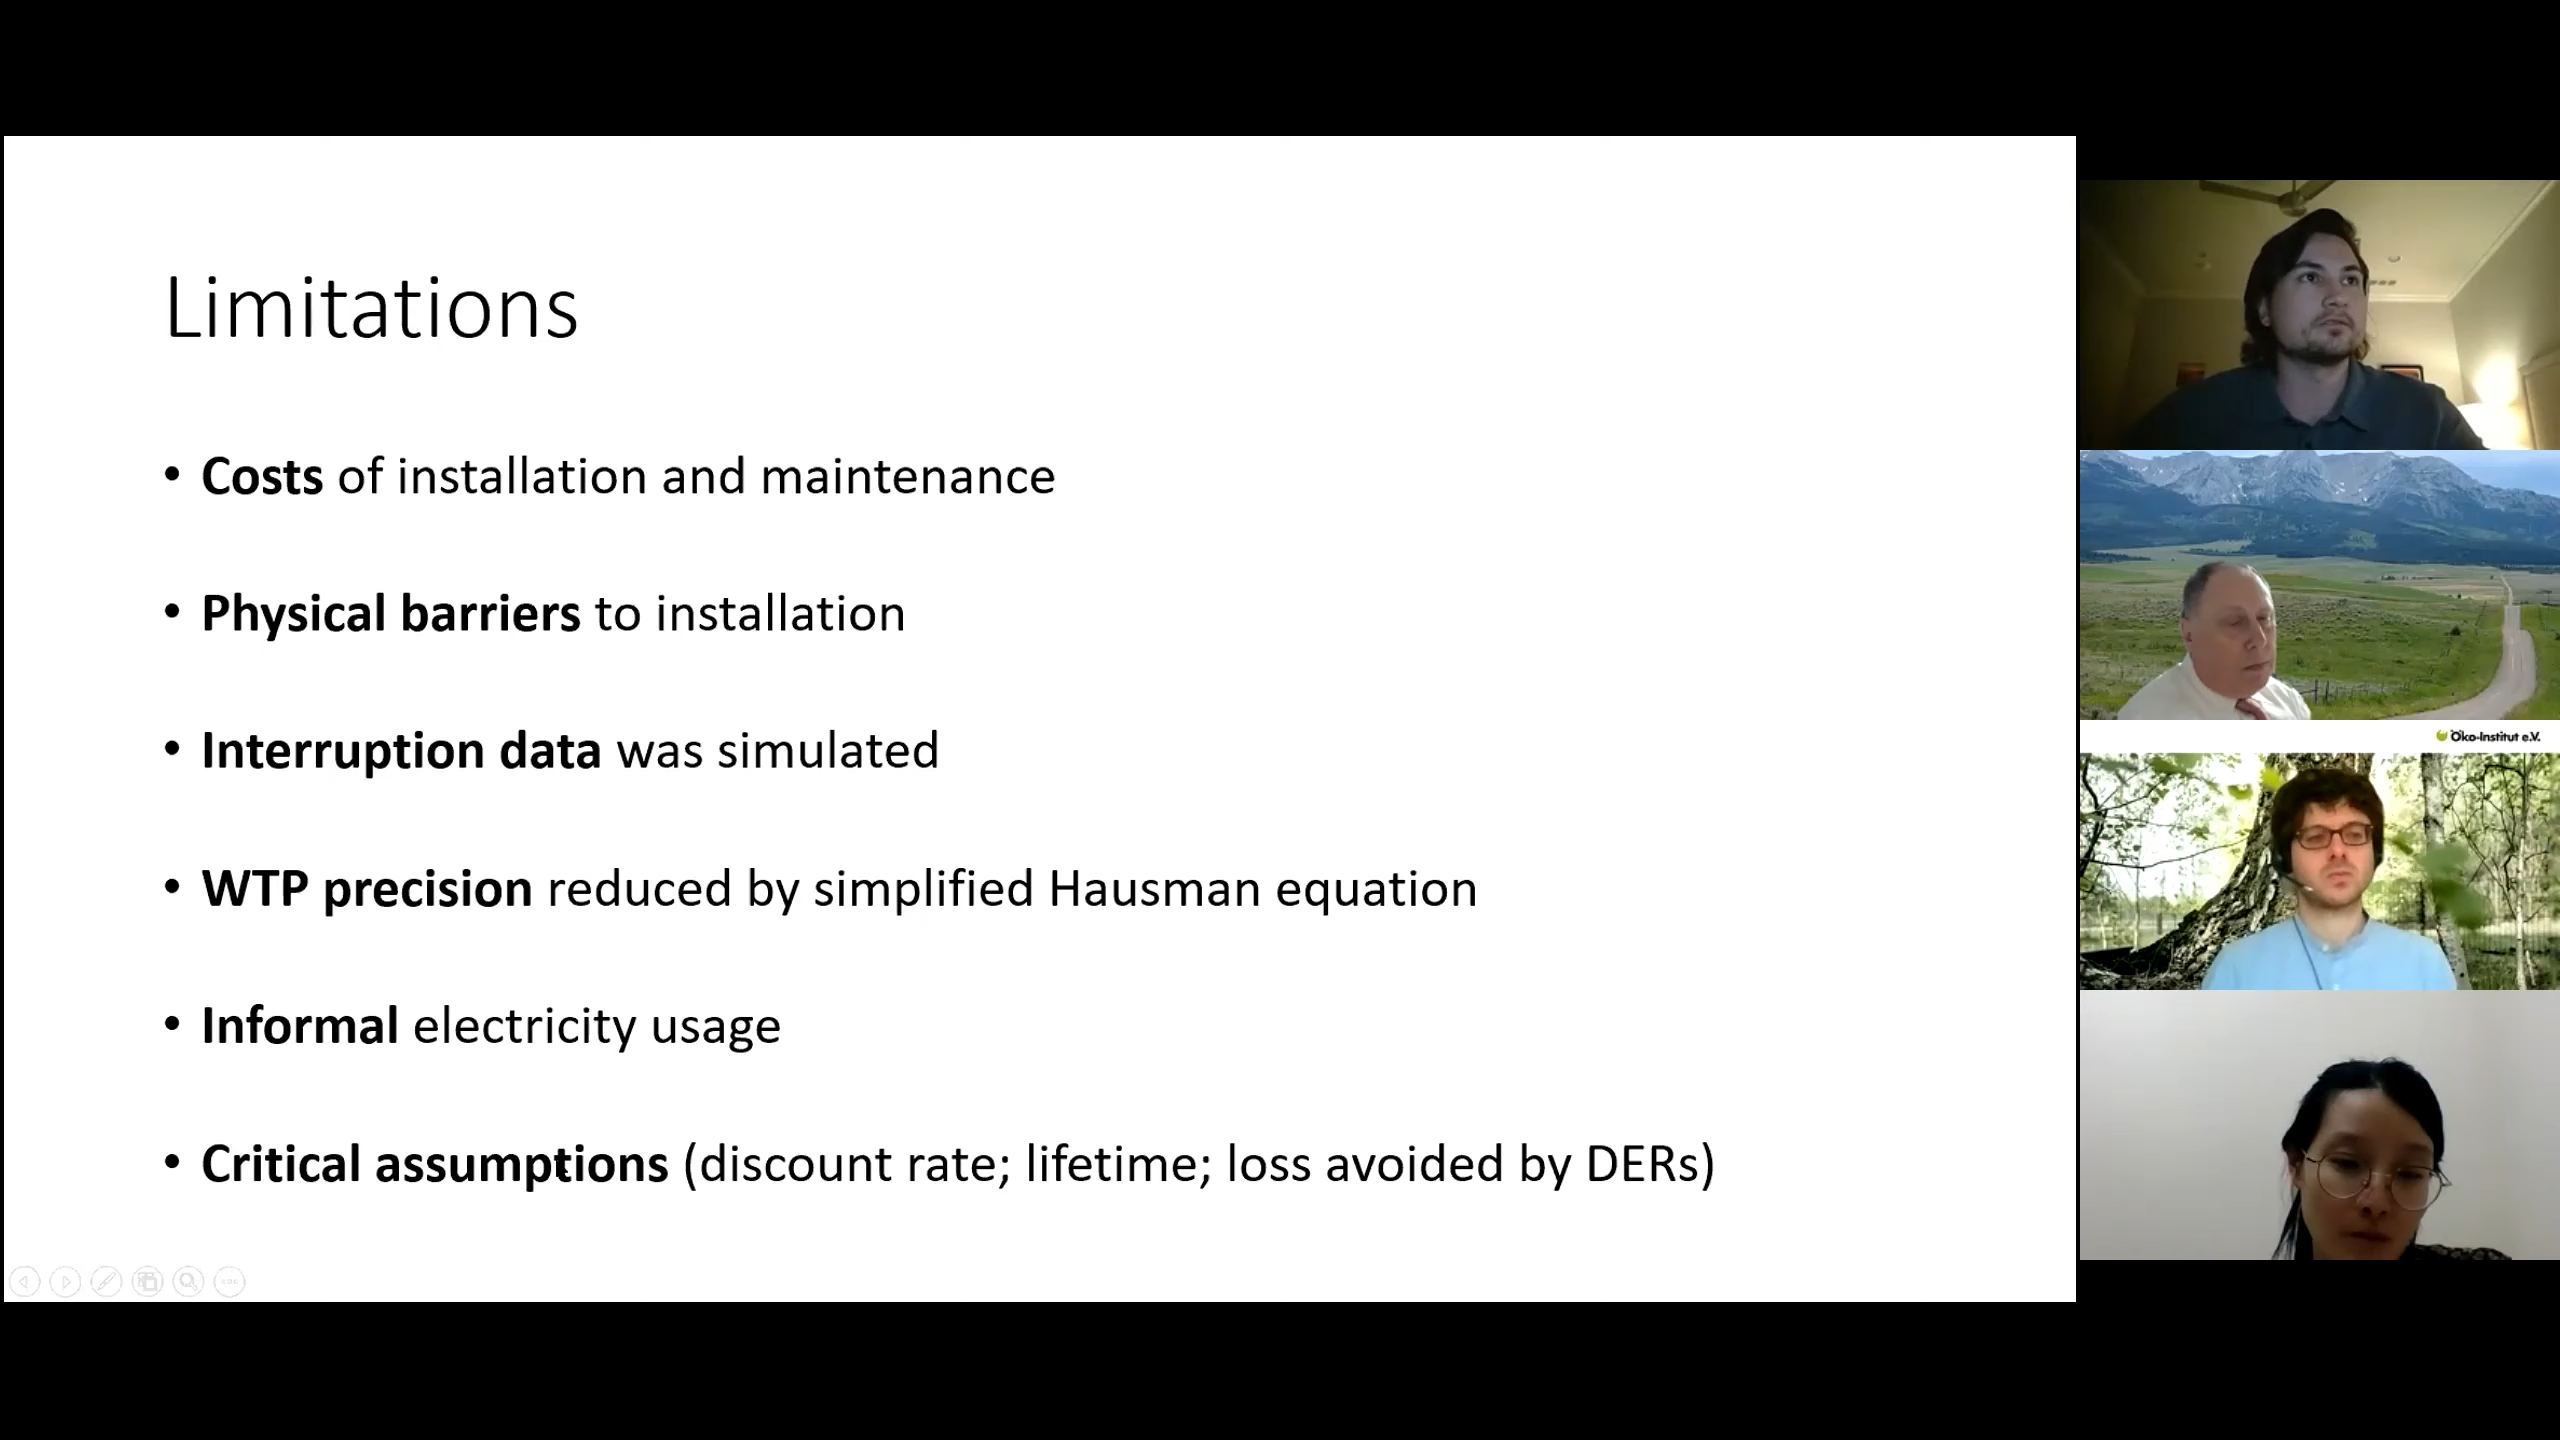 Limitations
• Costs of installation and maintenance
• Physical barriers to installation
• Interruption data was simulated
• WTP precision reduced by simplified Hausman equation
• Informal electricity usage
• Critical assumptions (discount rate; lifetime; loss avoided by DERs)
Öko-Institut e.V.